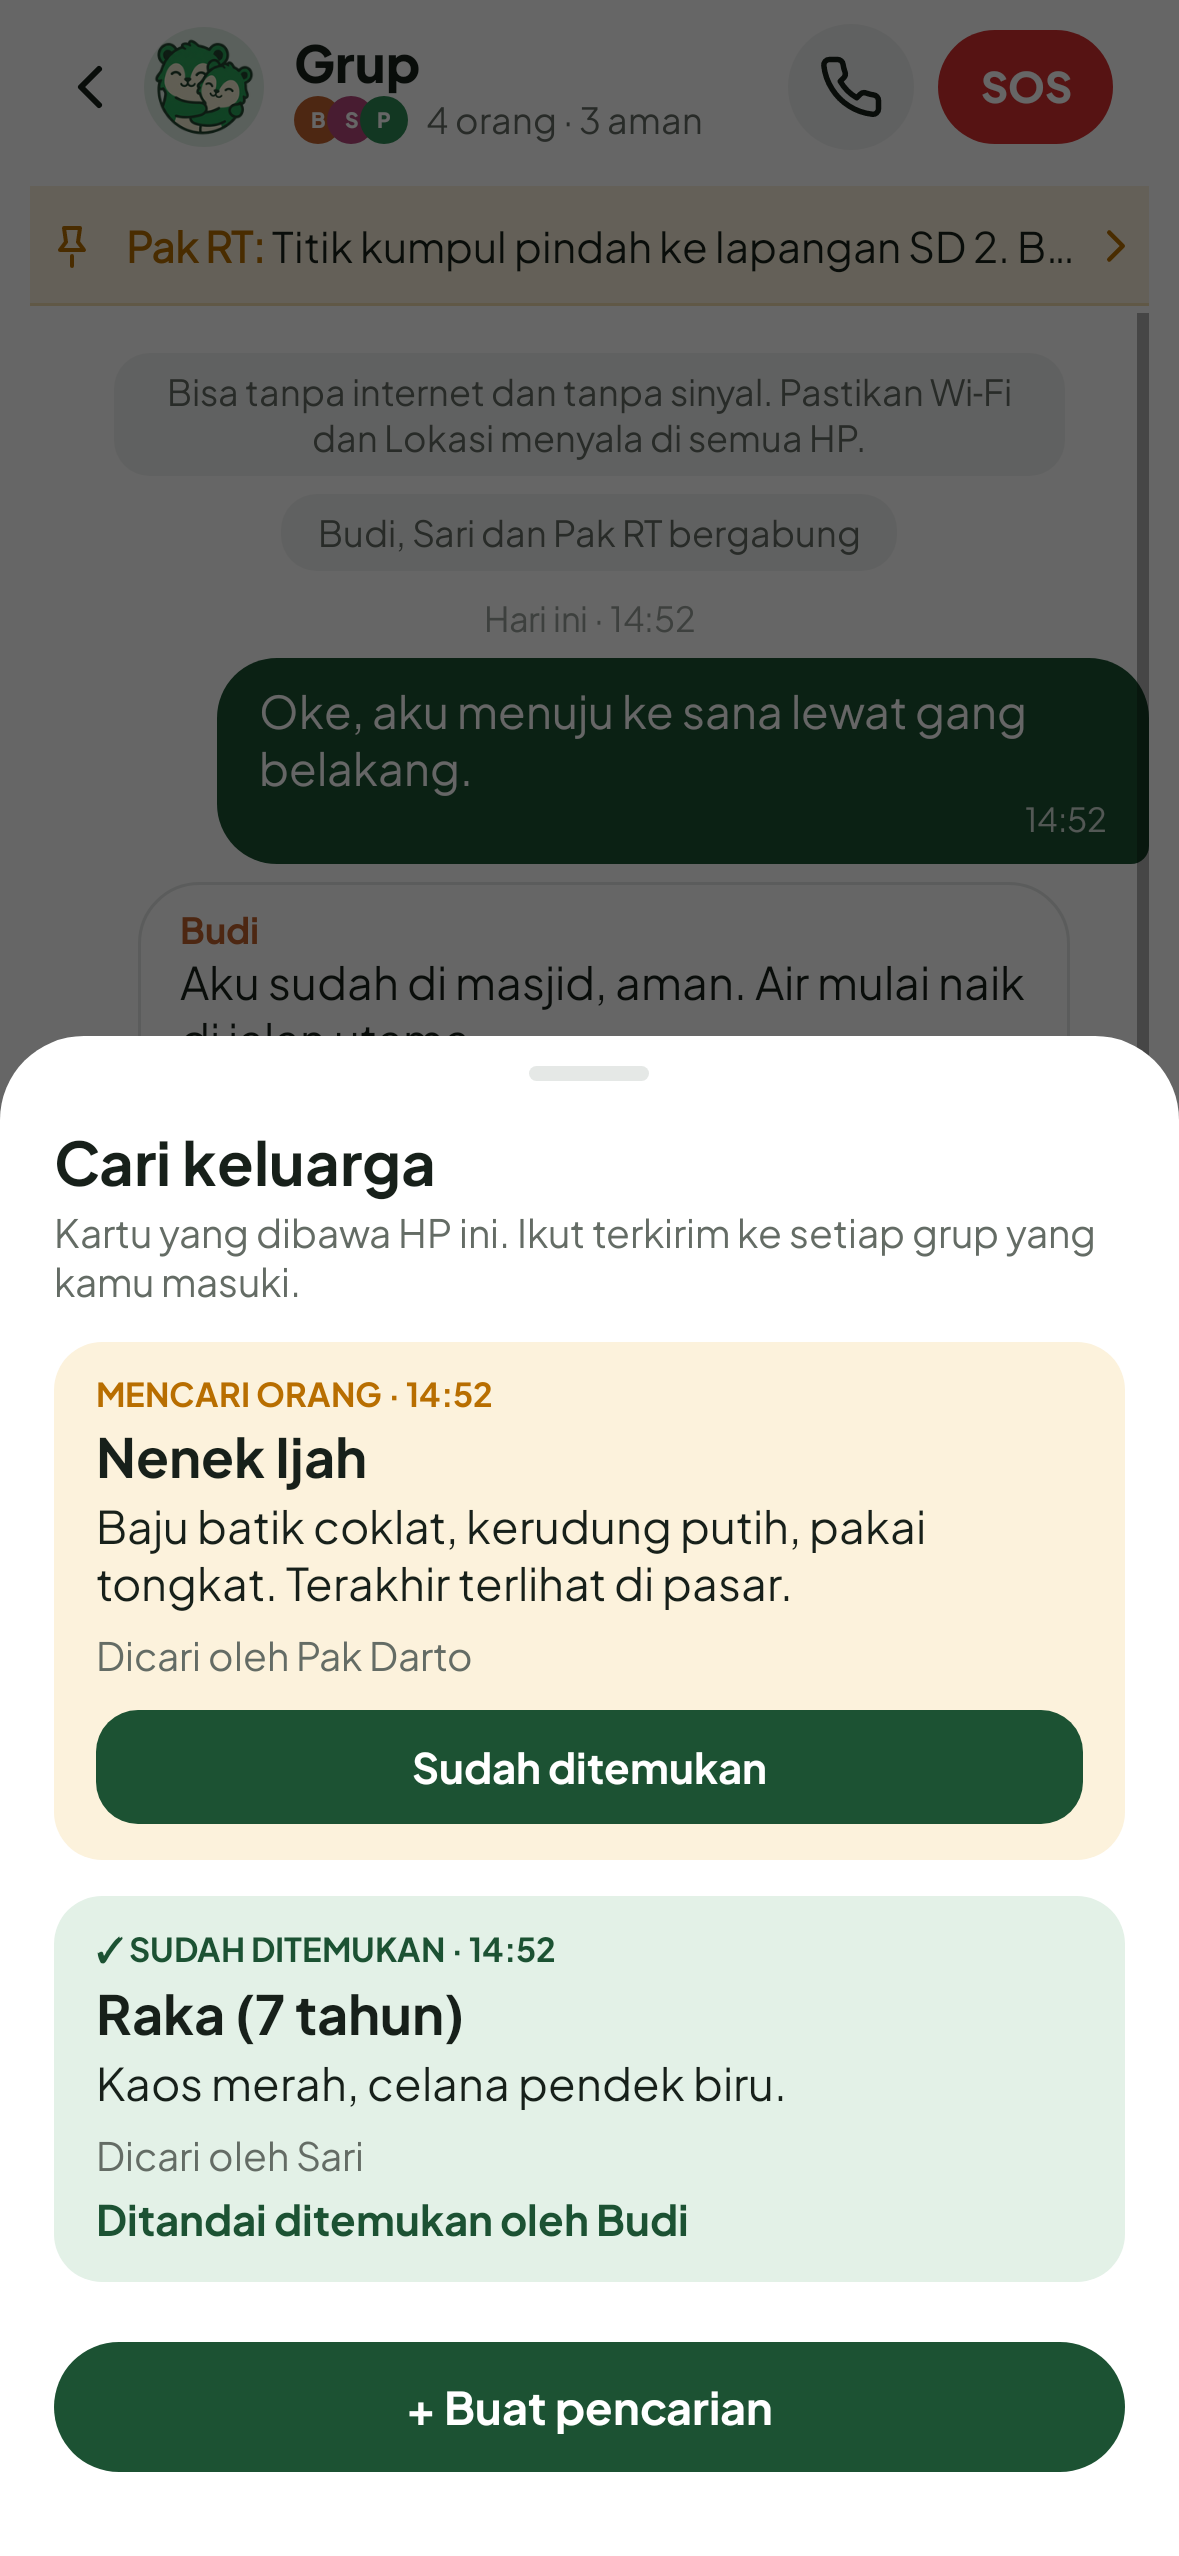 Grup
SOS
B S P 4 orang · 3 aman
Pak RT: Titik kumpul pindah ke lapangan SD 2. B...
Bisa tanpa internet dan tanpa sinyal. Pastikan Wi-Fi
dan Lokasi menyala di semua HP.
Budi, Sari dan Pak RT bergabung
Hari ini · 14:52
Oke, aku menuju ke sana lewat gang
belakang.
14:52
Budi
Aku sudah di masjid, aman. Air mulai naik
di jalan utama
Cari keluarga
Kartu yang dibawa HP ini. Ikut terkirim ke setiap grup yang
kamu masuki.
MENCARI ORANG · 14:52
Nenek Ijah
Baju batik coklat, kerudung putih, pakai
tongkat. Terakhir terlihat di pasar.
Dicari oleh Pak Darto
Sudah ditemukan
✓ SUDAH DITEMUKAN · 14:52
Raka (7 tahun)
Kaos merah, celana pendek biru.
Dicari oleh Sari
Ditandai ditemukan oleh Budi
+ Buat pencarian